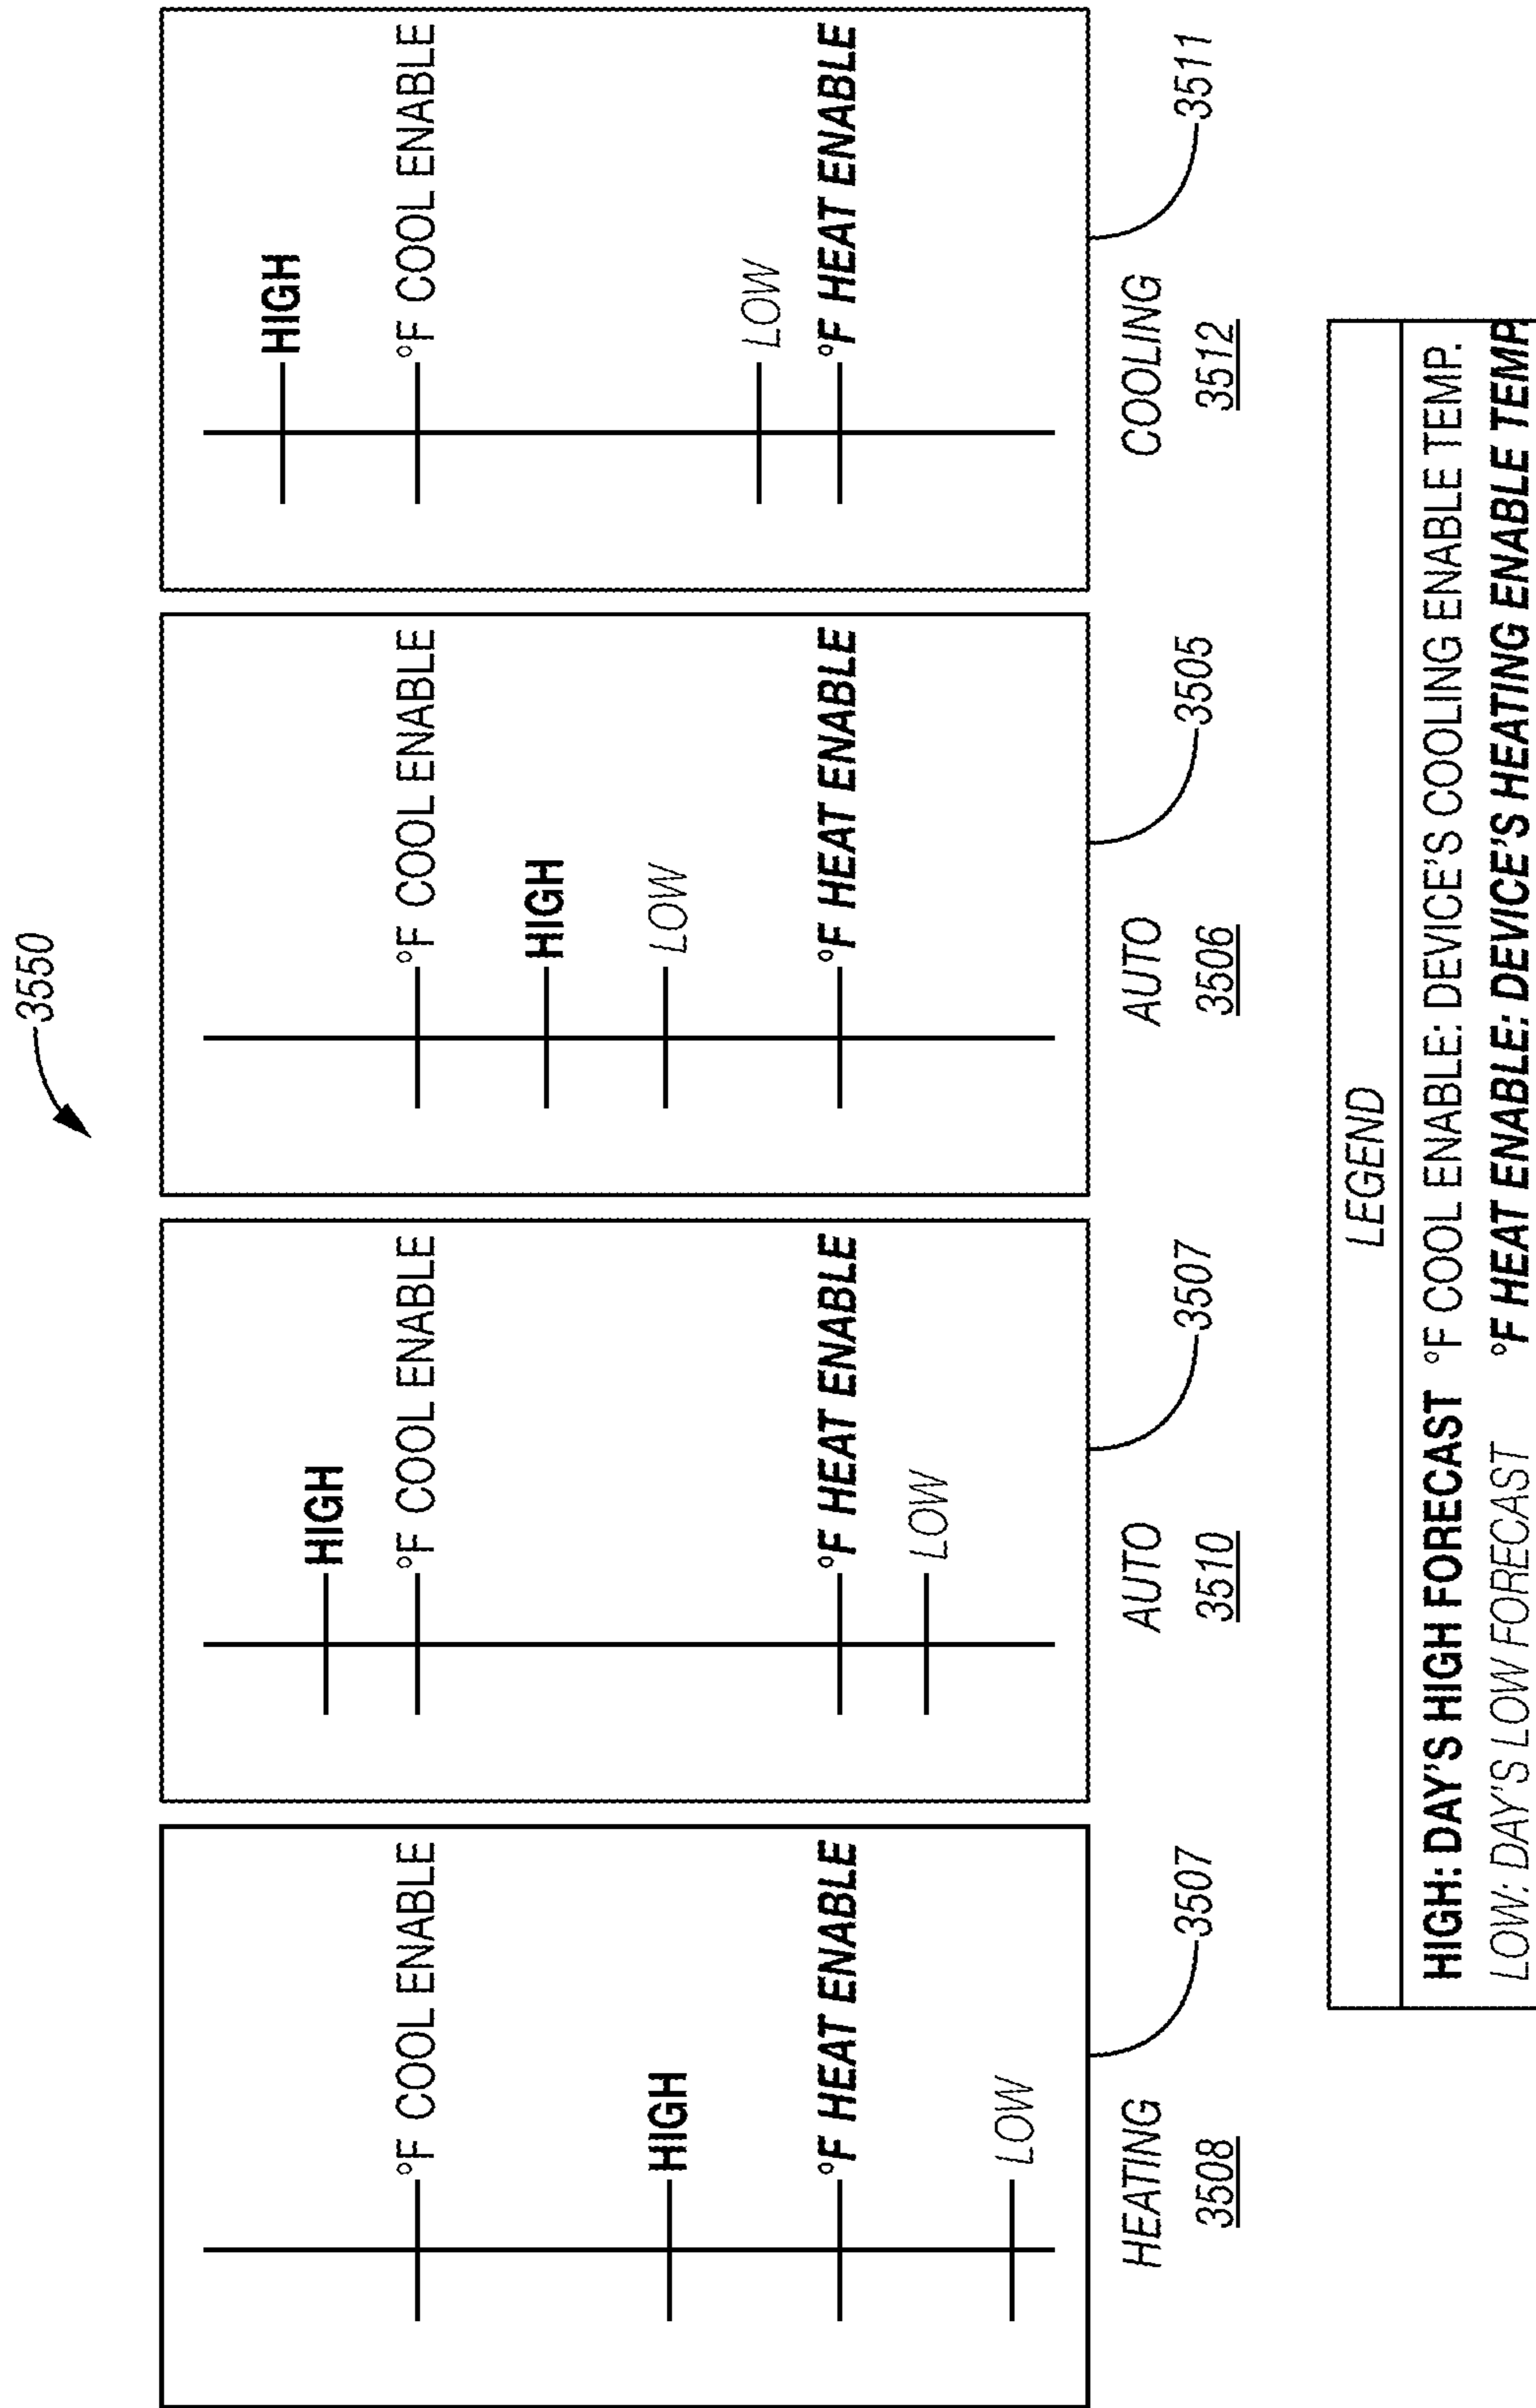 3550
°F COOL ENABLE
HIGH
°F HEAT ENABLE
LOW
3507
HEATING
3508
HIGH
°F COOL ENABLE
°F HEAT ENABLE
LOW
3507
AUTO
3510
°F COOL ENABLE
HIGH
LOW
°F HEAT ENABLE
3505
AUTO
3506
HIGH
°F COOL ENABLE
LOW
°F HEAT ENABLE
3511
COOLING
3512
LEGEND
HIGH: DAY'S HIGH FORECAST °F COOL ENABLE: DEVICE'S COOLING ENABLE TEMP.
LOW: DAY'S LOW FORECAST °F HEAT ENABLE: DEVICE'S HEATING ENABLE TEMP.